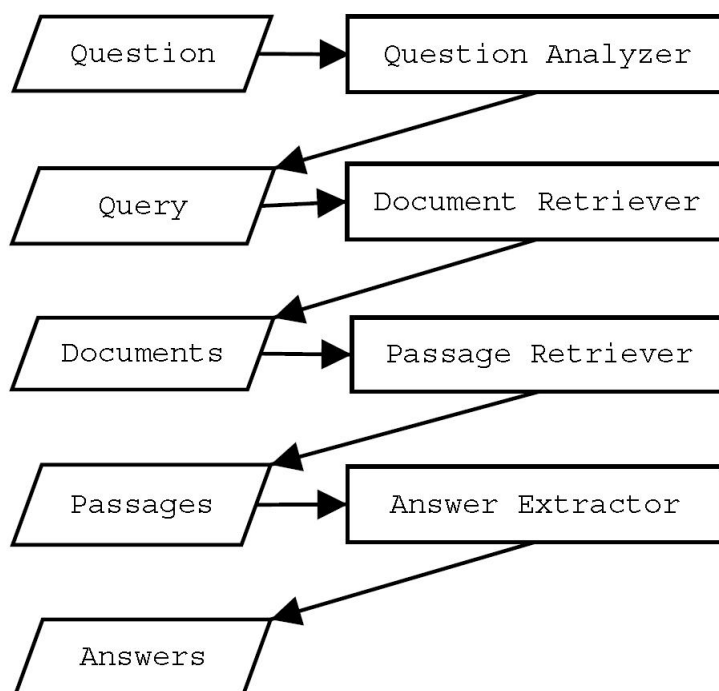 Question
Question Analyzer
Query
Document Retriever
Documents
Passage Retriever
Passages
Answer Extractor
Answers